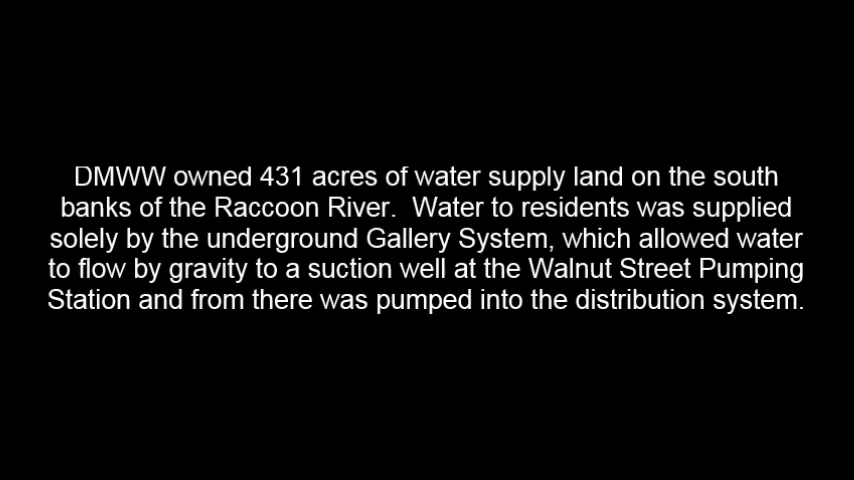 DMWW owned 431 acres of water supply land on the south
banks of the Raccoon River.  Water to residents was supplied
solely by the underground Gallery System, which allowed water
to flow by gravity to a suction well at the Walnut Street Pumping
Station and from there was pumped into the distribution system.